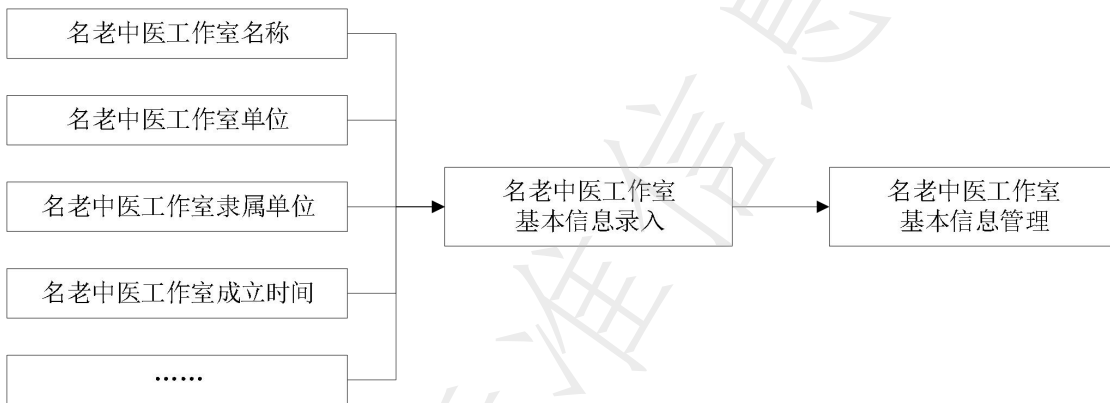 名老中医工作室名称
名老中医工作室单位
名老中医工作室隶属单位
名老中医工作室成立时间
……
名老中医工作室
基本信息录入
名老中医工作室
基本信息管理
准信息